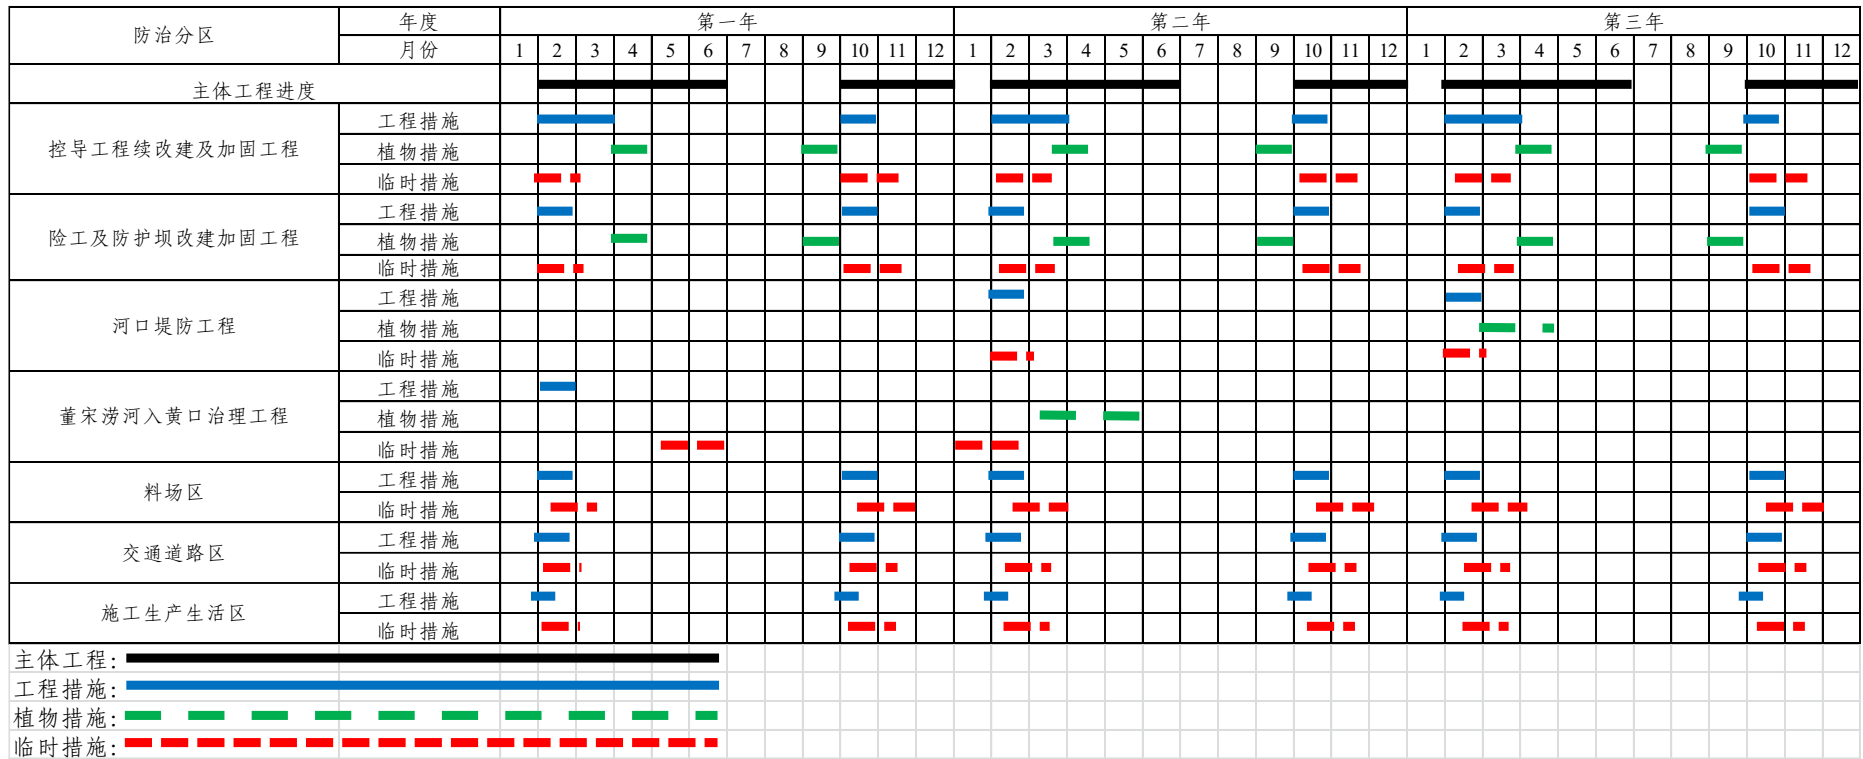 防治分区 年度 第一年 第二年 第三年
月份 1 2 3 4 5 6 7 8 9 10 11 12 1 2 3 4 5 6 7 8 9 10 11 12 1 2 3 4 5 6 7 8 9 10 11 12
主体工程进度
控导工程续改建及加固工程
工程措施
植物措施
临时措施
险工及防护坝改建加固工程
工程措施
植物措施
临时措施
河口堤防工程
工程措施
植物措施
临时措施
董宋涝河入黄口治理工程
工程措施
植物措施
临时措施
料场区
工程措施
临时措施
交通道路区
工程措施
临时措施
施工生产生活区
工程措施
临时措施
主体工程：
工程措施：
植物措施：
临时措施：